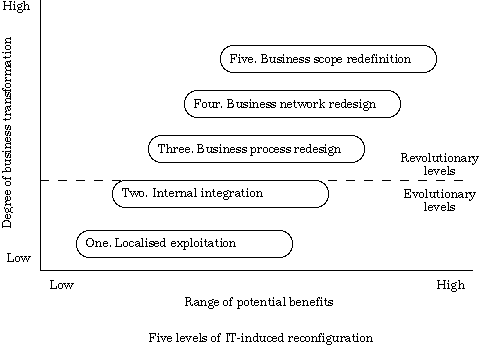 High
Degree of business transformation
Five. Business scope redefinition
Four. Business network redesign
Three. Business process redesign
Revolutionary
levels
Two. Internal integration
Evolutionary
levels
One. Localised exploitation
Low
Low
High
Range of potential benefits
Five levels of IT-induced reconfiguration